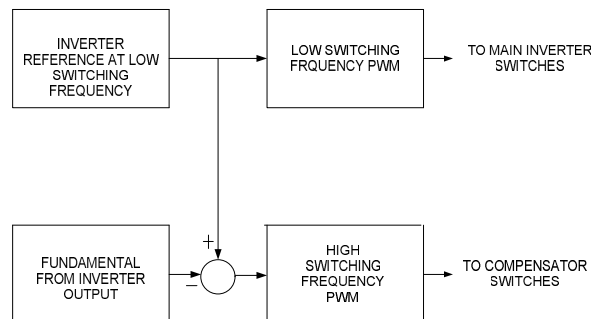 INVERTER
REFERENCE AT LOW
SWITCHING
FREQUENCY
LOW SWITCHING
FRQUENCY PWM
TO MAIN INVERTER
SWITCHES
+
−
FUNDAMENTAL
FROM INVERTER
OUTPUT
HIGH
SWITCHING
FREQUENCY
PWM
TO COMPENSATOR
SWITCHES